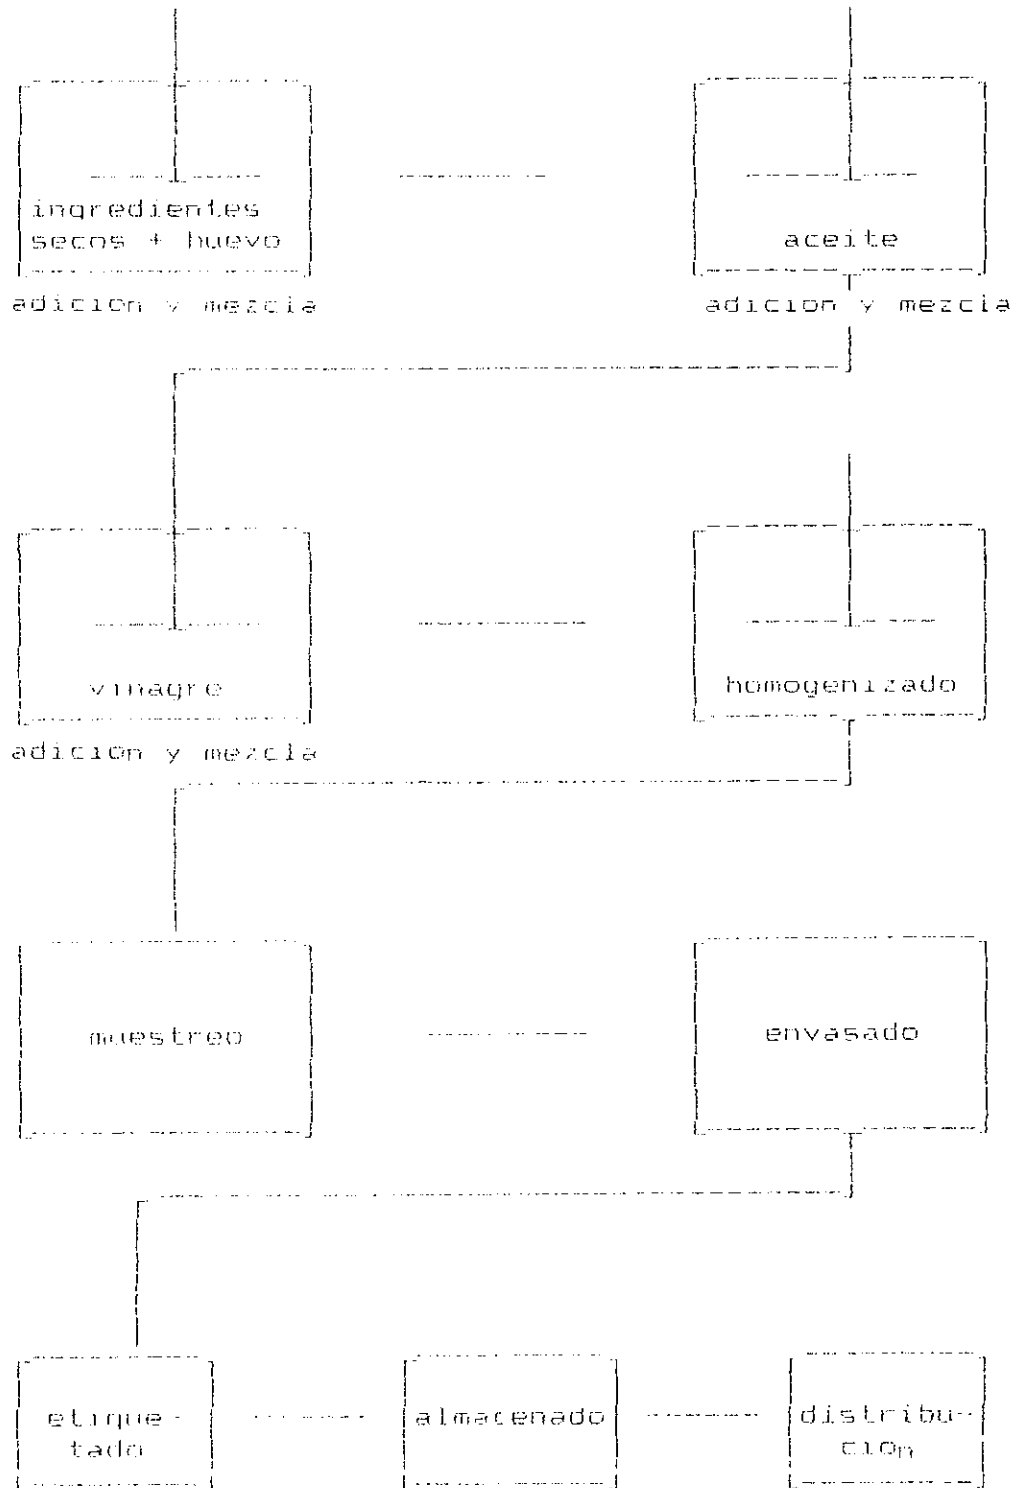 ingredientes
secos + huevo
adicion y mezcla
aceite
adicion y mezcla
vinagre
adicion y mezcla
homogenizado
muestreo
envasado
etique-
tado
almacenado
distribu-
cion